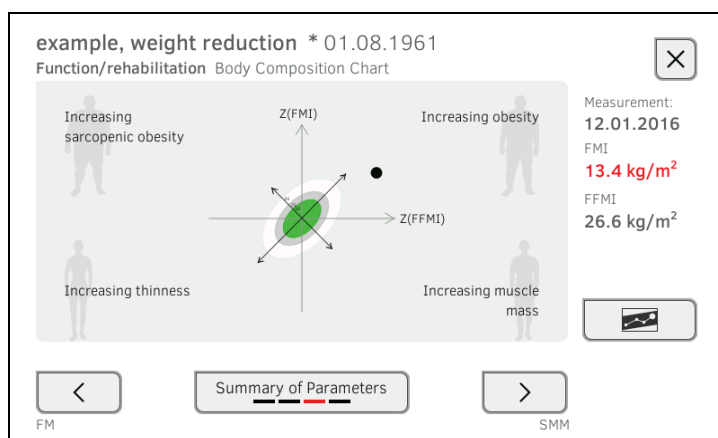 example, weight reduction * 01.08.1961
Function/rehabilitation Body Composition Chart
Increasing
sarcopenic obesity
Z(FMI)
Increasing obesity
Z(FFMI)
Increasing thinness
Increasing muscle
mass
Measurement:
12.01.2016
FMI
13.4 kg/m²
FFMI
26.6 kg/m²
Summary of Parameters
FM
SMM